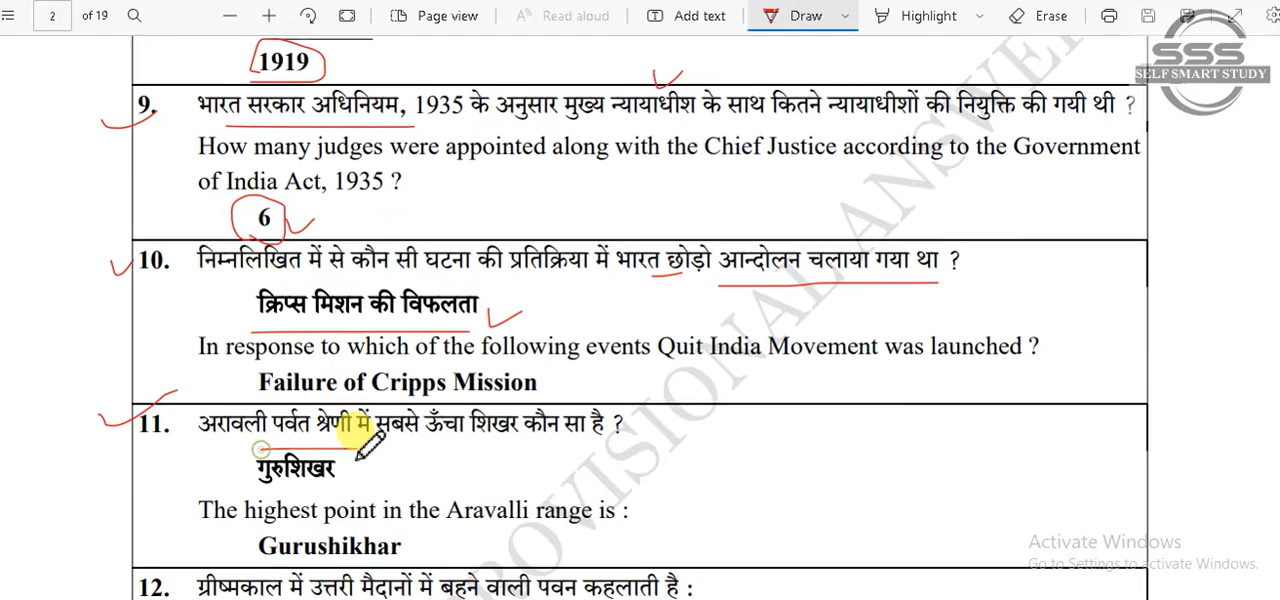 2 of 19 Page view Read aloud Add text Draw Highlight Erase
SSS
SELF SMART STUDY
1919
9. भारत सरकार अधिनियम, 1935 के अनुसार मुख्य न्यायाधीश के साथ कितने न्यायाधीशों की नियुक्ति की गयी थी ?
How many judges were appointed along with the Chief Justice according to the Government
of India Act, 1935 ?
6
10. निम्नलिखित में से कौन सी घटना की प्रतिक्रिया में भारत छोड़ो आन्दोलन चलाया गया था ?
क्रिप्स मिशन की विफलता
In response to which of the following events Quit India Movement was launched ?
Failure of Cripps Mission
11. अरावली पर्वत श्रेणी में सबसे ऊँचा शिखर कौन सा है ?
गुरुशिखर
The highest point in the Aravalli range is :
Gurushikhar
12. ग्रीष्मकाल में उत्तरी मैदानों में बहने वाली पवन कहलाती है :
PROVISIONAL ANSWER
Activate Windows
Go to Settings to activate Windows.